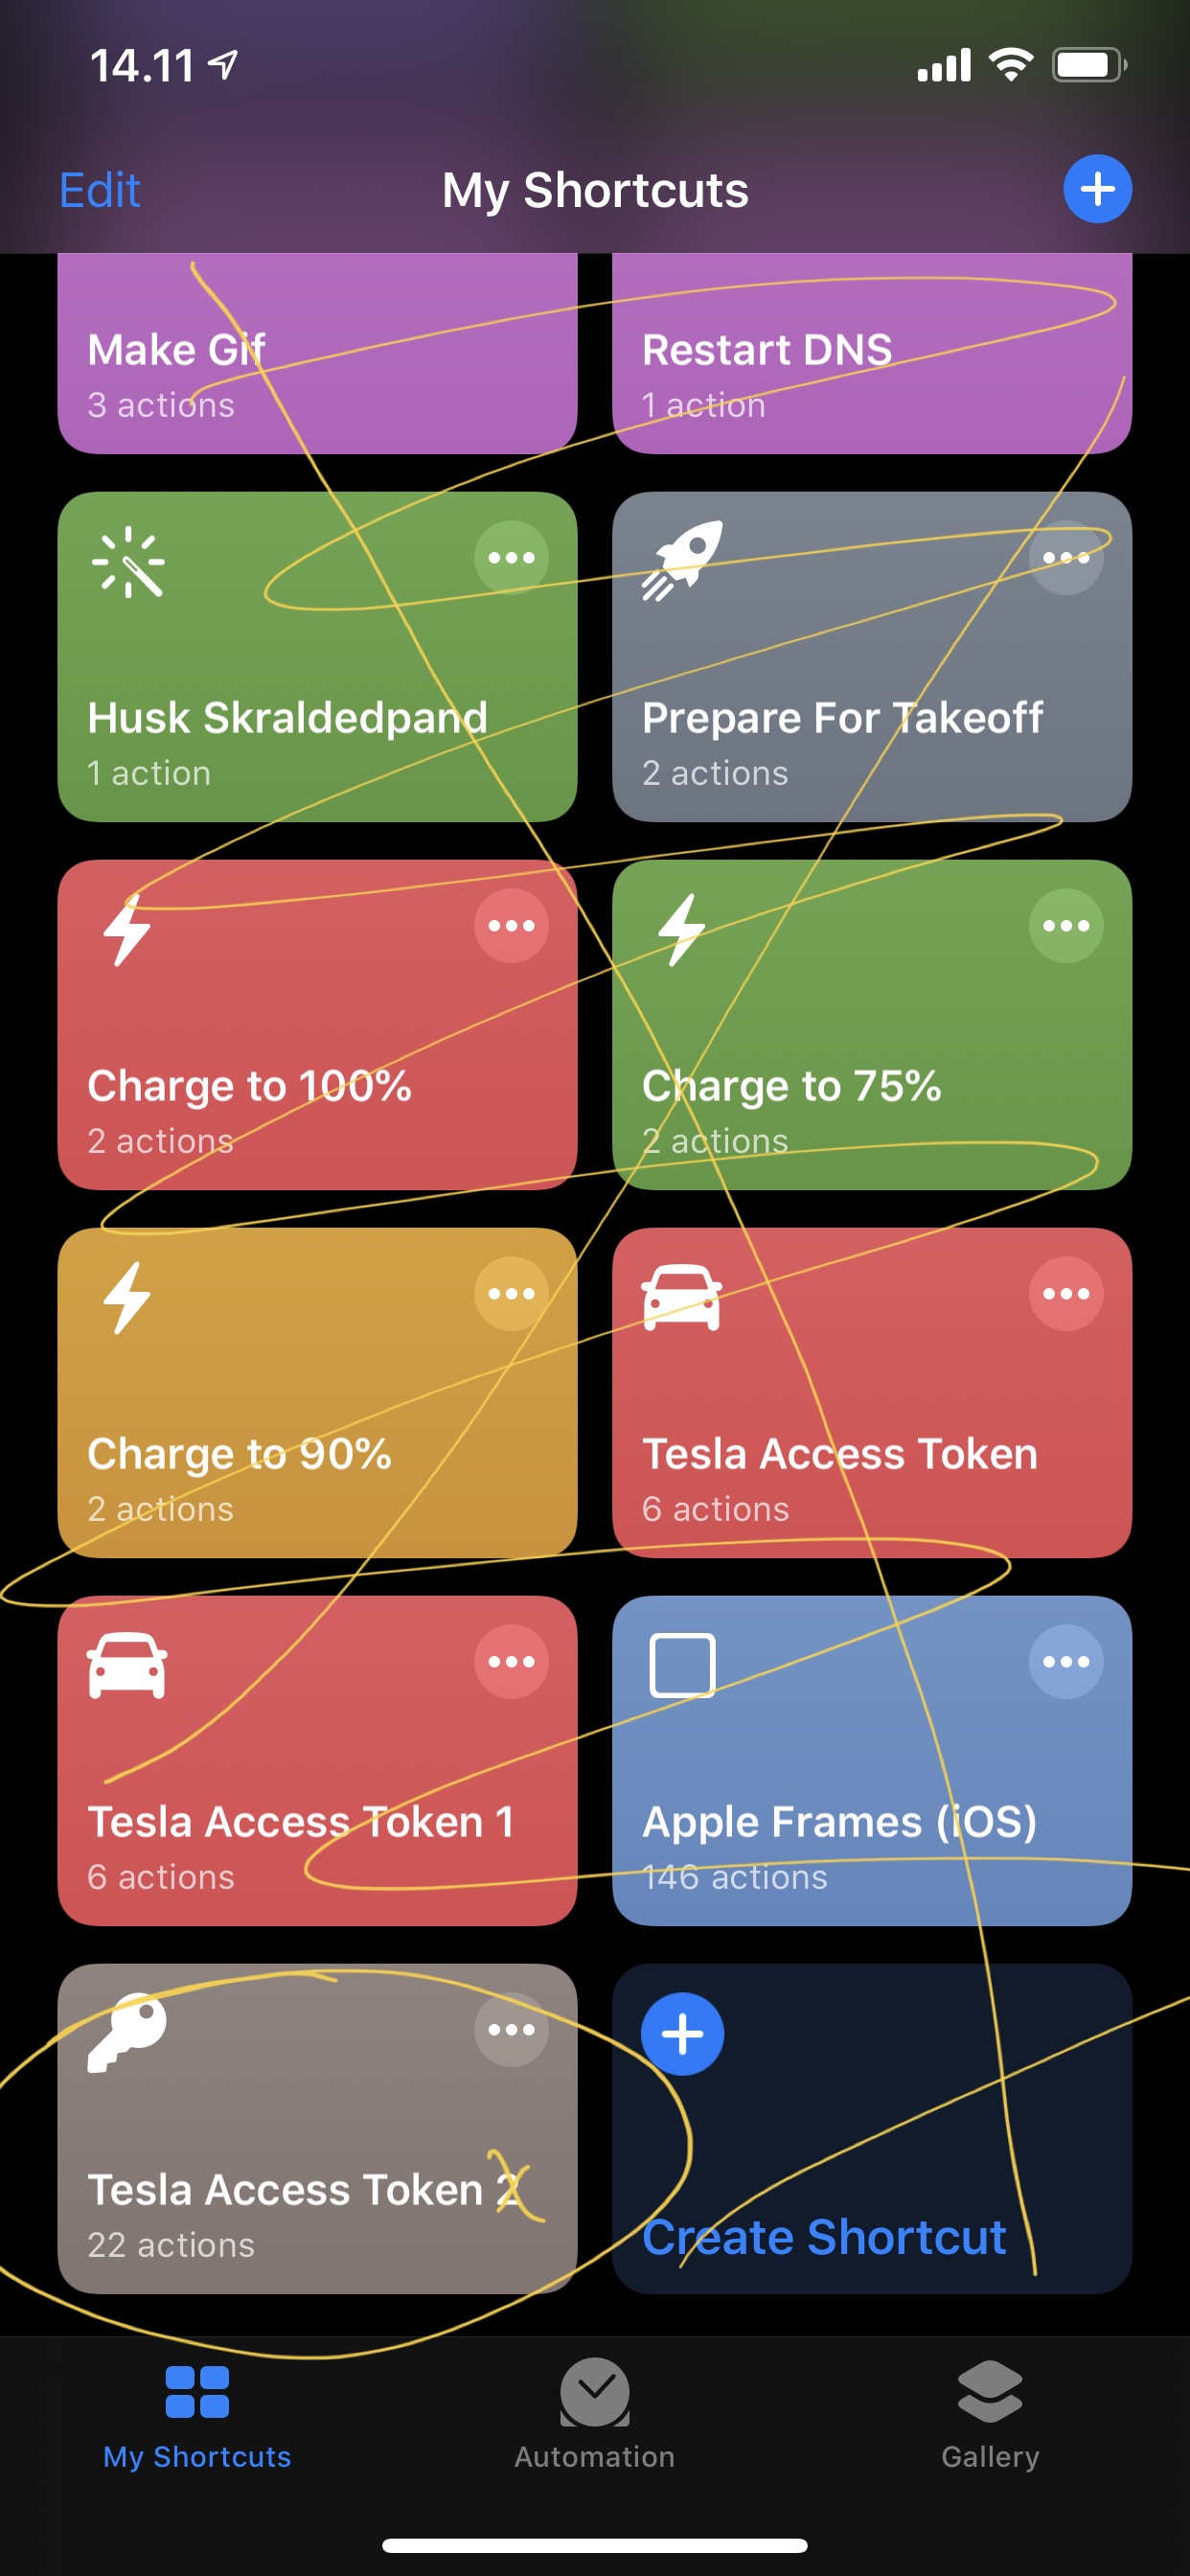 14.11
Edit My Shortcuts
Make Gif Restart DNS
3 actions 1 action
Husk Skraldedpand Prepare For Takeoff
1 action 2 actions
Charge to 100% Charge to 75%
2 actions 2 actions
Charge to 90% Tesla Access Token
2 actions 6 actions
Tesla Access Token 1 Apple Frames (iOS)
6 actions 146 actions
Tesla Access Token 2
22 actions Create Shortcut
My Shortcuts Automation Gallery